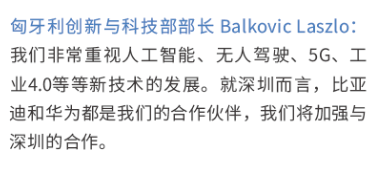 匈牙利创新与科技部部长 Balkovic Laszlo：
我们非常重视人工智能、无人驾驶、5G、工
业4.0等等新技术的发展。就深圳而言，比亚
迪和华为都是我们的合作伙伴，我们将加强与
深圳的合作。